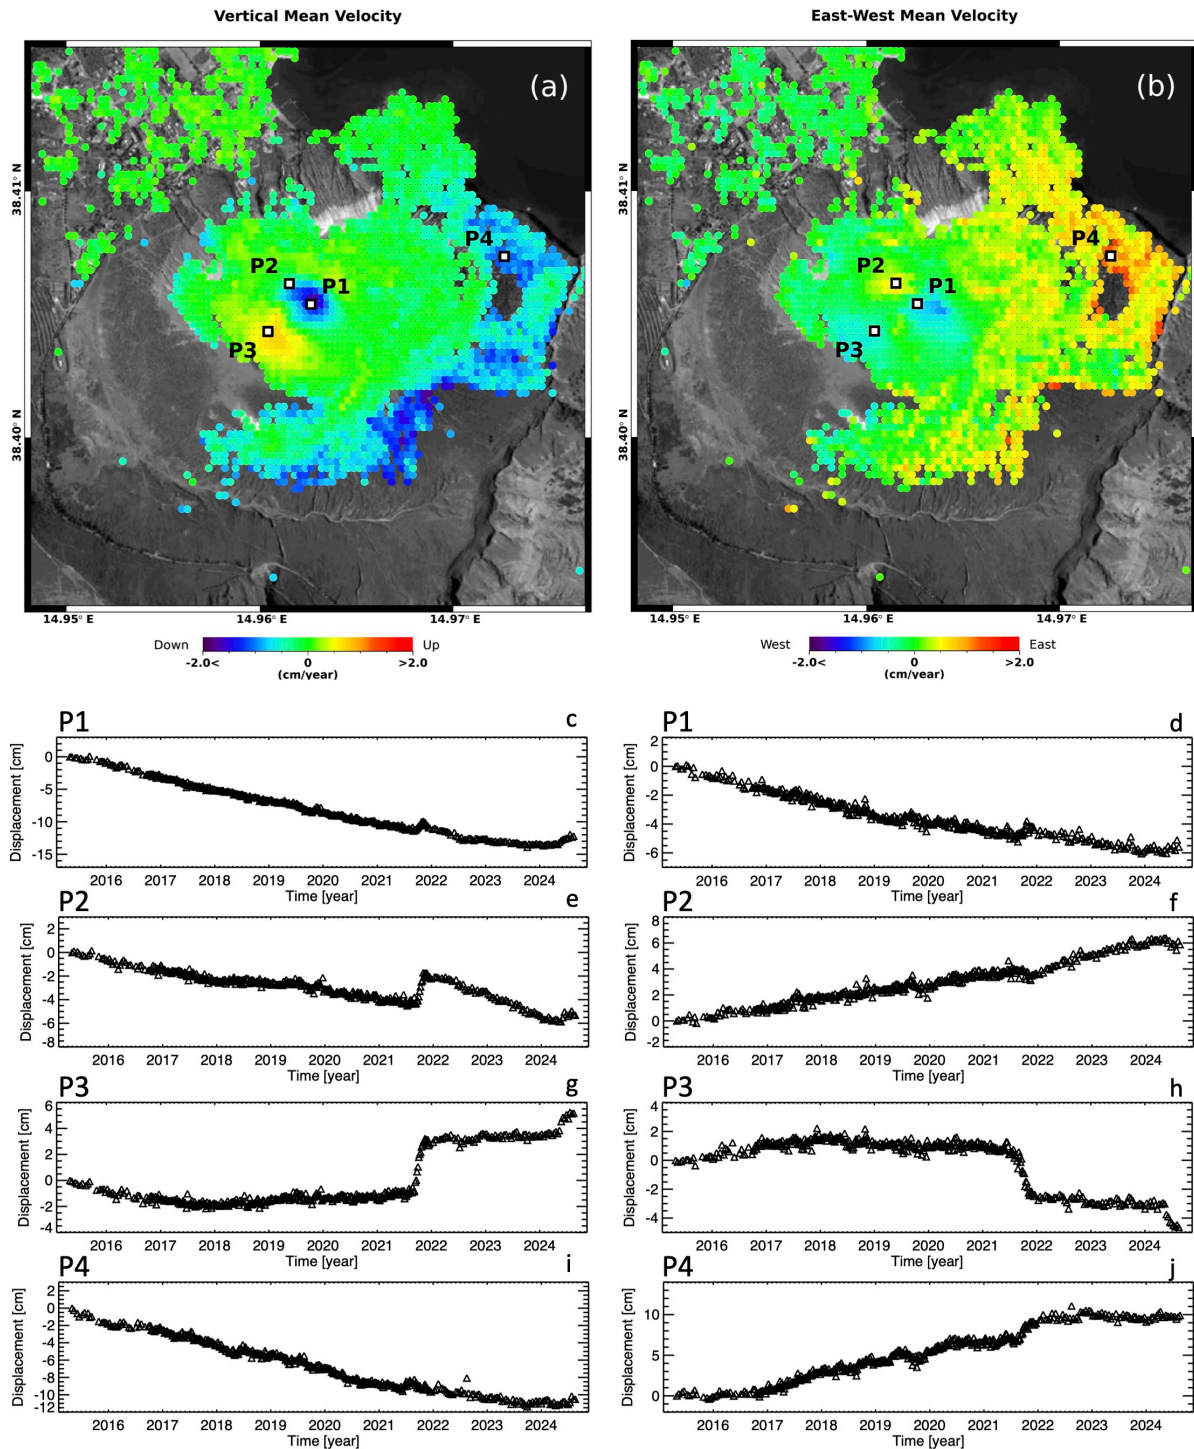 Vertical Mean Velocity
East-West Mean Velocity
(a)
(b)
38.41° N
38.40° N
38.41° N
38.40° N
P4
P2
P1
P3
P4
P2
P1
P3
14.95° E
14.96° E
14.97° E
14.95° E
14.96° E
14.97° E
Down
Up
-2.0<
0
>2.0
(cm/year)
West
East
-2.0<
0
>2.0
(cm/year)
P1
c
Displacement [cm]
0
-5
-10
-15
2016 2017 2018 2019 2020 2021 2022 2023 2024
Time [year]
P1
d
Displacement [cm]
2
0
-2
-4
-6
2016 2017 2018 2019 2020 2021 2022 2023 2024
Time [year]
P2
e
Displacement [cm]
2
0
-2
-4
-6
-8
2016 2017 2018 2019 2020 2021 2022 2023 2024
Time [year]
P2
f
Displacement [cm]
8
6
4
2
0
-2
2016 2017 2018 2019 2020 2021 2022 2023 2024
Time [year]
P3
g
Displacement [cm]
6
4
2
0
-2
-4
2016 2017 2018 2019 2020 2021 2022 2023 2024
Time [year]
P3
h
Displacement [cm]
4
2
0
-2
-4
2016 2017 2018 2019 2020 2021 2022 2023 2024
Time [year]
P4
i
Displacement [cm]
2
0
-2
-4
-6
-8
-10
-12
2016 2017 2018 2019 2020 2021 2022 2023 2024
Time [year]
P4
j
Displacement [cm]
10
5
0
2016 2017 2018 2019 2020 2021 2022 2023 2024
Time [year]